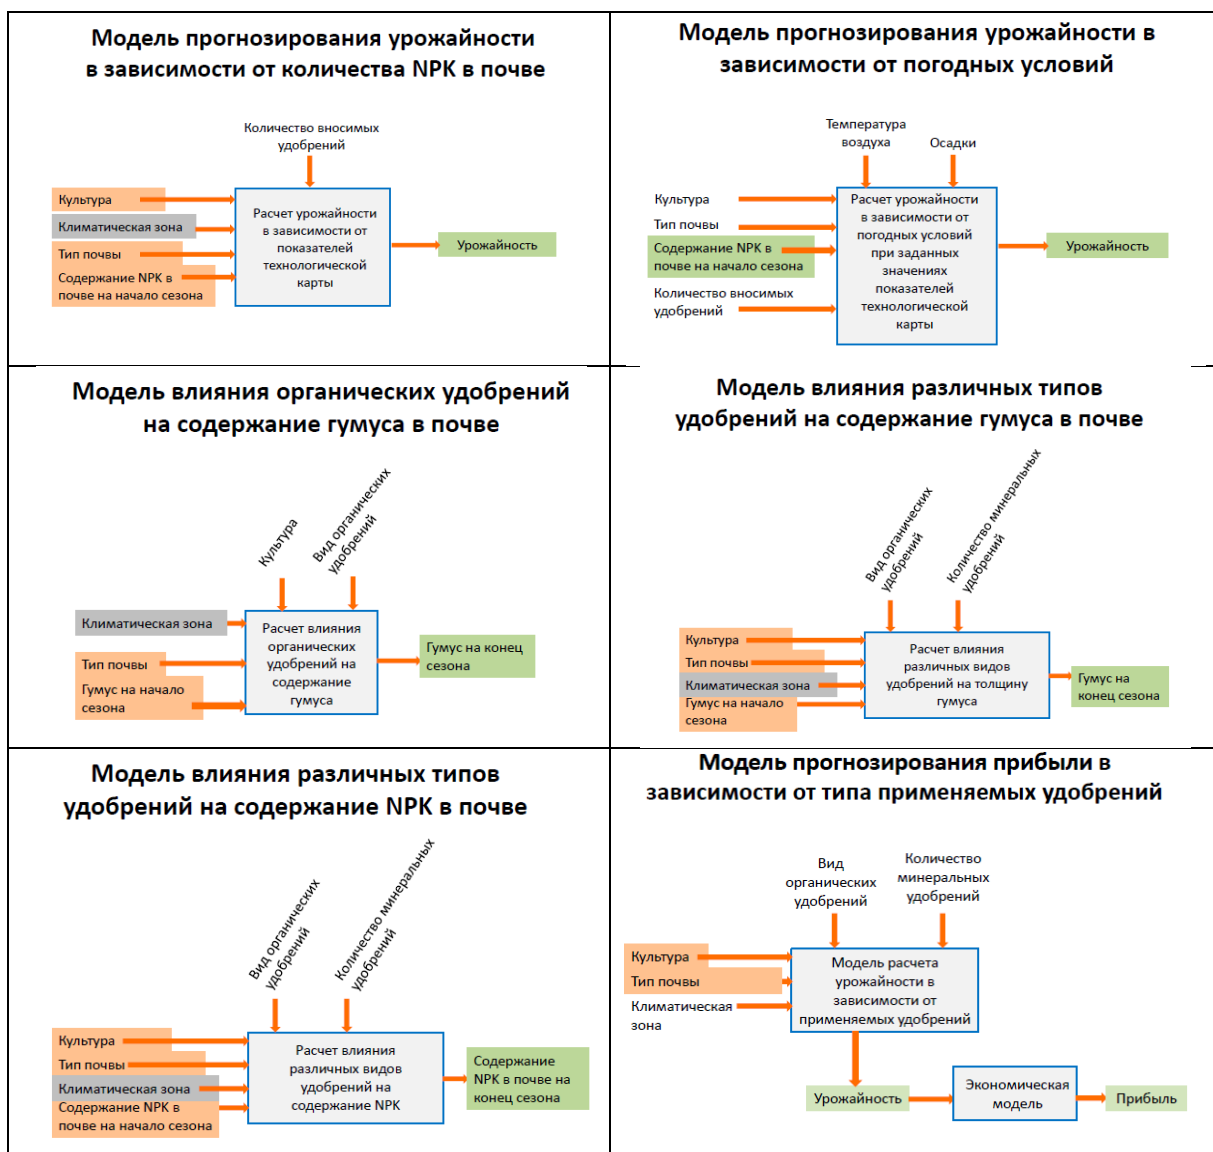 Модель прогнозирования урожайности
в зависимости от количества NPK в почве
Количество вносимых
удобрений
Культура
Климатическая зона
Тип почвы
Содержание NPK в
почве на начало сезона
Расчет урожайности
в зависимости от
показателей
технологической
карты
Урожайность
Модель прогнозирования урожайности в
зависимости от погодных условий
Температура
воздуха
Осадки
Культура
Тип почвы
Содержание NPK в
почве на начало сезона
Количество вносимых
удобрений
Расчет урожайности
в зависимости от
погодных условий
при заданных
значениях
показателей
технологической
карты
Урожайность
Модель влияния органических удобрений
на содержание гумуса в почве
Культура
Вид органических
удобрений
Климатическая зона
Тип почвы
Гумус на начало
сезона
Расчет влияния
органических
удобрений на
содержание
гумуса
Гумус на конец
сезона
Модель влияния различных типов
удобрений на содержание гумуса в почве
Вид органических
удобрений
Количество минеральных
удобрений
Культура
Тип почвы
Климатическая зона
Гумус на начало
сезона
Расчет влияния
различных видов
удобрений на толщину
гумуса
Гумус на
конец сезона
Модель влияния различных типов
удобрений на содержание NPK в почве
Вид органических
удобрений
Количество минеральных
удобрений
Культура
Тип почвы
Климатическая зона
Содержание NPK в
почве на начало сезона
Расчет влияния
различных видов
удобрений на
содержание NPK
Содержание
NPK в почве на
конец сезона
Модель прогнозирования прибыли в
зависимости от типа применяемых удобрений
Вид
органических
удобрений
Количество
минеральных
удобрений
Культура
Тип почвы
Климатическая
зона
Модель расчета
урожайности в
зависимости от
применяемых удобрений
Урожайность
Экономическая
модель
Прибыль